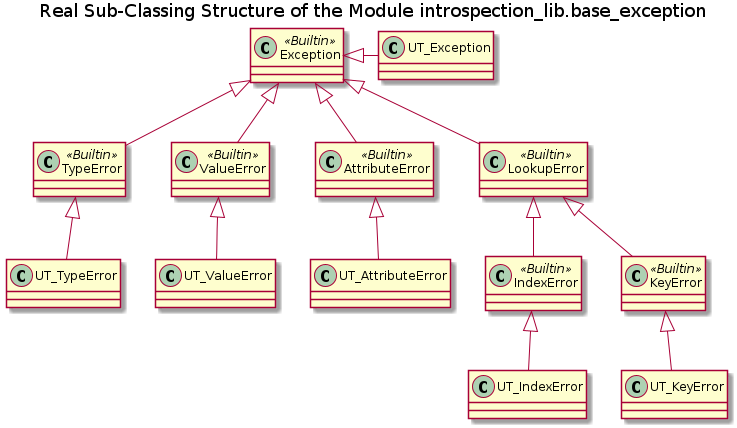 Real Sub-Classing Structure of the Module introspection_lib.base_exception
C
«Builtin»
Exception
C
UT_Exception
C
«Builtin»
TypeError
C
«Builtin»
ValueError
C
«Builtin»
AttributeError
C
«Builtin»
LookupError
C
UT_TypeError
C
UT_ValueError
C
UT_AttributeError
C
«Builtin»
IndexError
C
«Builtin»
KeyError
C
UT_IndexError
C
UT_KeyError